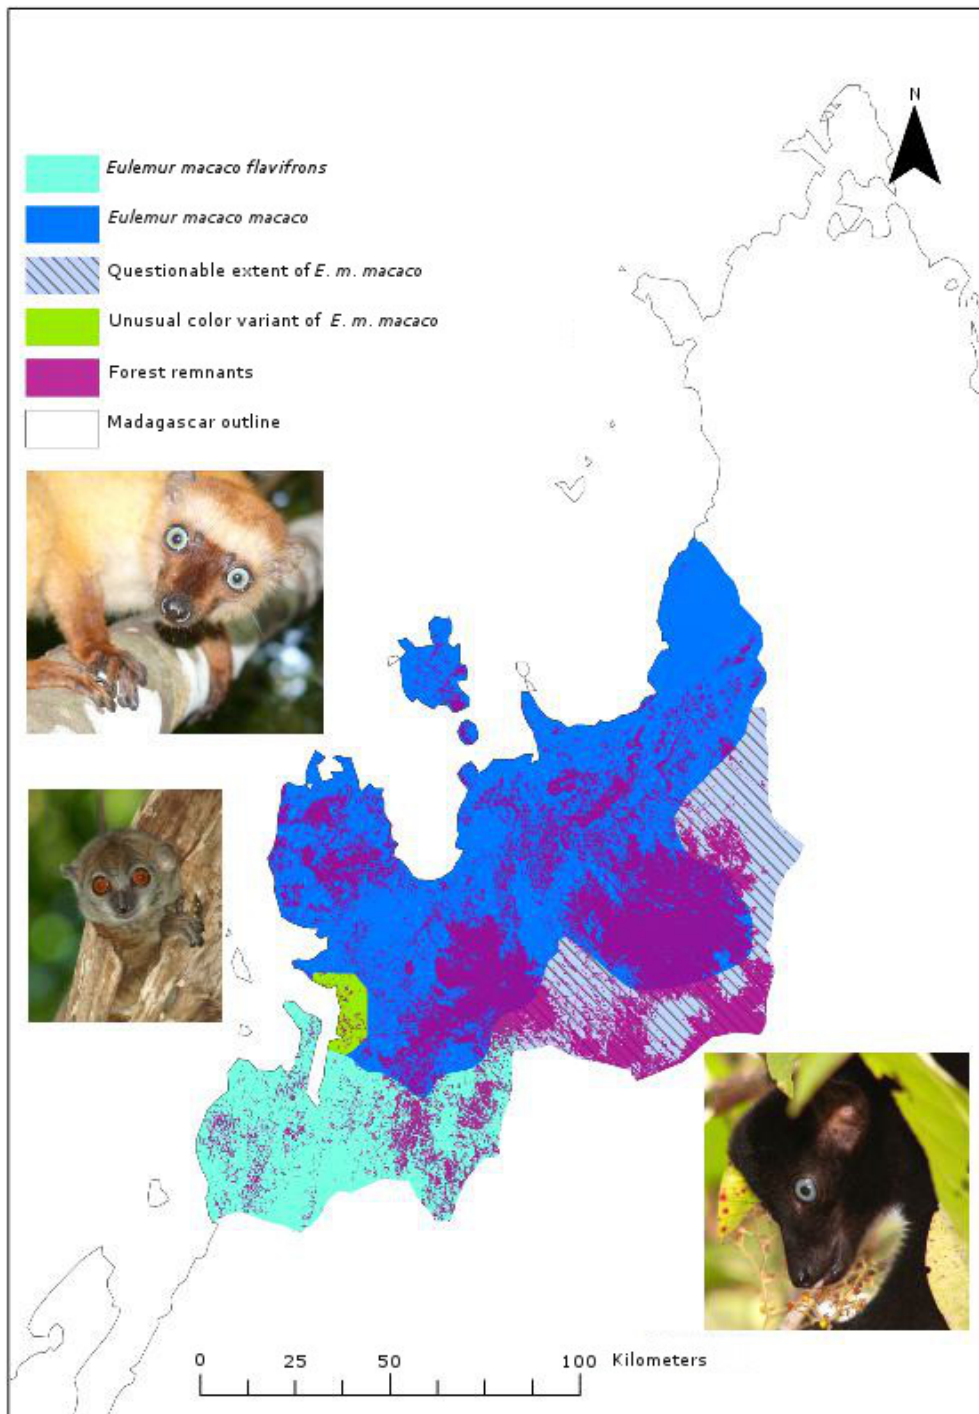 N
Eulemur macaco flavifrons
Eulemur macaco macaco
Questionable extent of E. m. macaco
Unusual color variant of E. m. macaco
Forest remnants
Madagascar outline
0 25 50 100 Kilometers